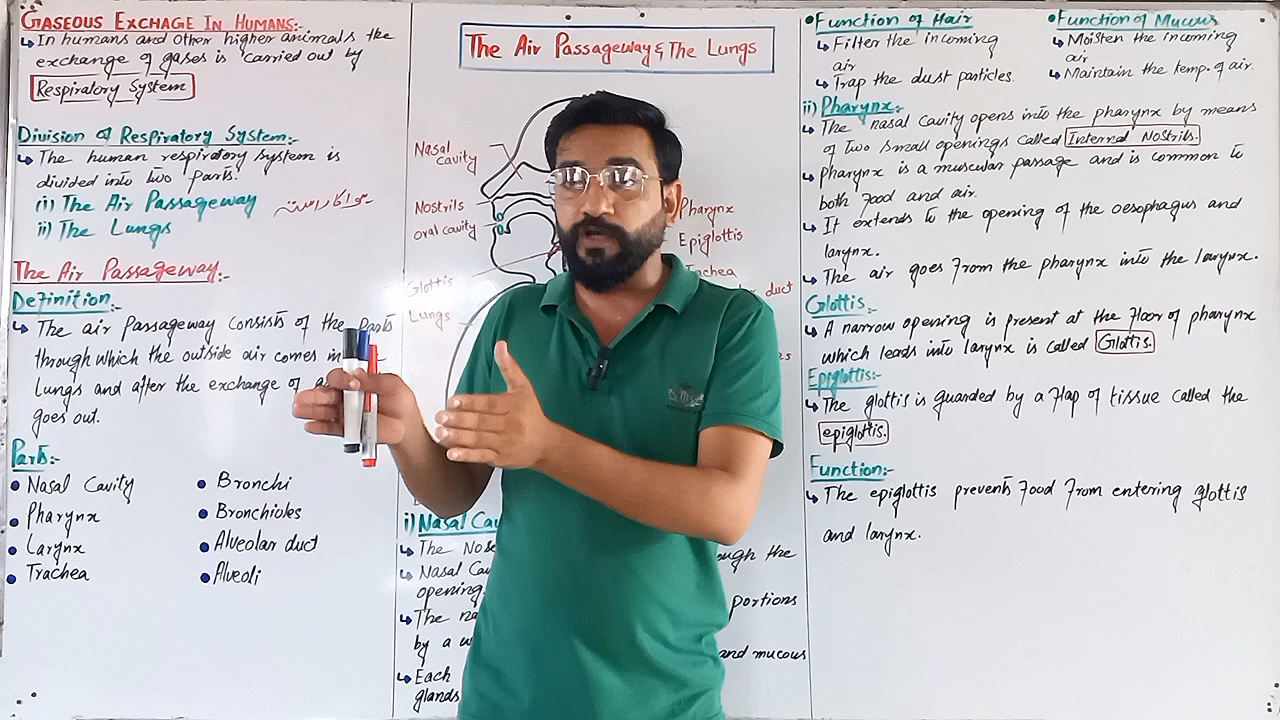 GASEOUS EXCHAGE IN HUMANS:-
In humans and other higher animals the
exchange of gases is carried out by
Respiratory System
Division of Respiratory System:-
The human respiratory system is
divided into two parts.
(i) The Air Passageway
ii) The Lungs
The Air Passageway:-
Definition:-
The air passageway consists of the parts
through which the outside air comes in
Lungs and after the exchange of
goes out.
Parts:-
Nasal Cavity
Pharynx
Larynx
Trachea
Bronchi
Bronchioles
Alveolar duct
Alveoli
The Air Passageway & The Lungs
Nasal
cavity
Nostrils
oral cavity
Glottis
Lungs
Pharynx
Epiglottis
Trachea
duct
i) Nasal Cav
The Nose
ough the
Nasal Cav
opening.
The na
portions
by a w
and mucous
Each
glands
Function of Hair
Filter the incoming
air
Trap the dust particles.
Function of Mucus
Moisten the incoming
air
Maintain the temp. of air.
ii) Pharynx:-
The nasal cavity opens into the pharynx by means
of two small openings called Internal Nostrils.
pharynx is a muscular passage and is common to
both food and air.
It extends to the opening of the oesophagus and
larynx.
The air goes from the pharynx into the larynx.
Glottis:-
A narrow opening is present at the floor of pharynx
which leads into larynx is called Glottis.
Epiglottis:-
The glottis is guarded by a flap of tissue called the
epiglottis.
Function:-
The epiglottis prevents food from entering glottis
and larynx.